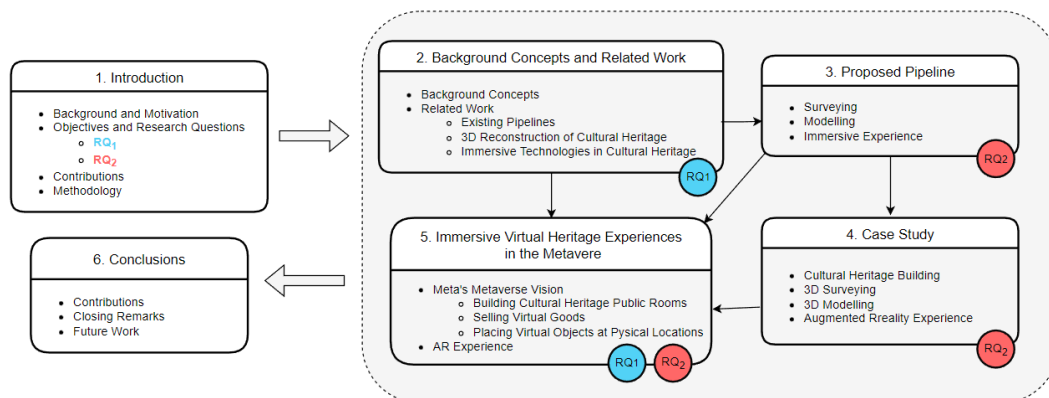 1. Introduction
Background and Motivation
Objectives and Research Questions
RQ1
RQ2
Contributions
Methodology
2. Background Concepts and Related Work
Background Concepts
Related Work
Existing Pipelines
3D Reconstruction of Cultural Heritage
Immersive Technologies in Cultural Heritage
RQ1
3. Proposed Pipeline
Surveying
Modelling
Immersive Experience
RQ2
4. Case Study
Cultural Heritage Building
3D Surveying
3D Modelling
Augmented Rreality Experience
RQ2
5. Immersive Virtual Heritage Experiences
in the Metavere
Meta's Metaverse Vision
Building Cultural Heritage Public Rooms
Selling Virtual Goods
Placing Virtual Objects at Pysical Locations
AR Experience
RQ1
RQ2
6. Conclusions
Contributions
Closing Remarks
Future Work